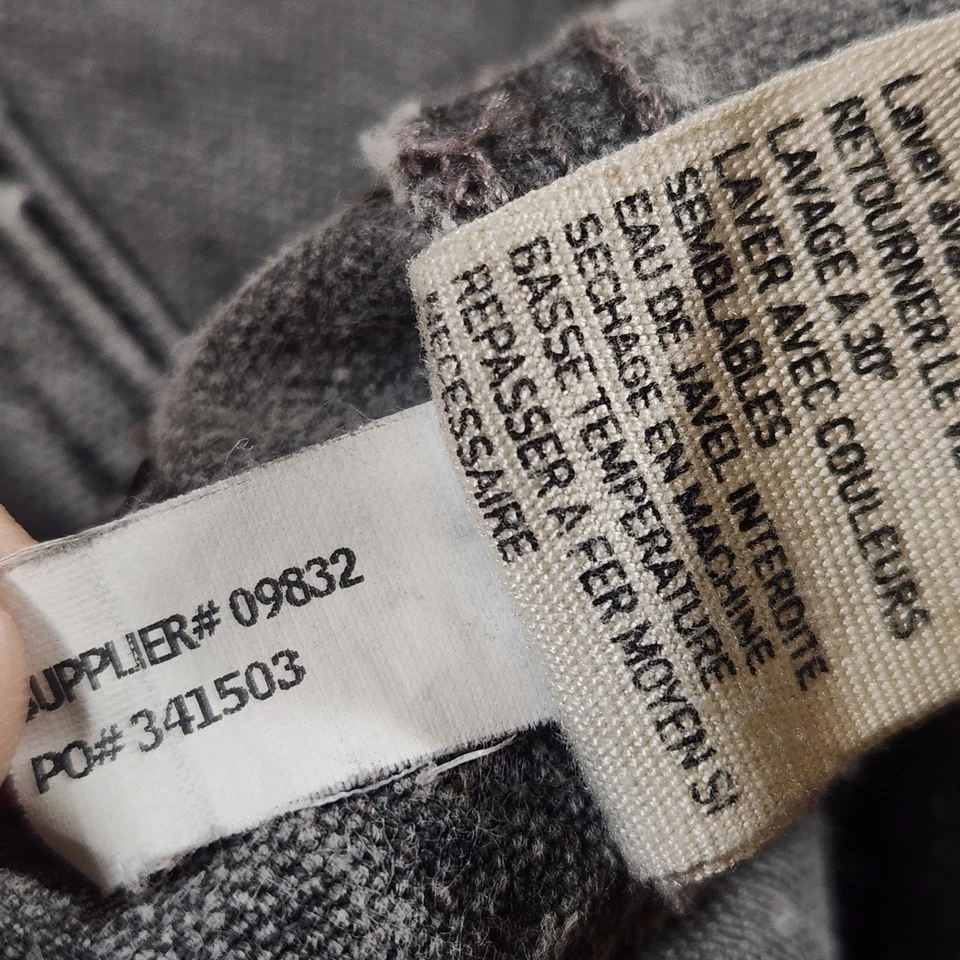 SUPPLIER# 09832
PO# 341503
Laver
RETOURNER LE
LAVAGE A 30°
LAVER AVEC COULEURS
SEMBLABLES
EAU DE JAVEL INTERDITE
SECHAGE EN MACHINE
BASSE TEMPERATURE
REPASSER A FER MOYEN SI
NECESSAIRE